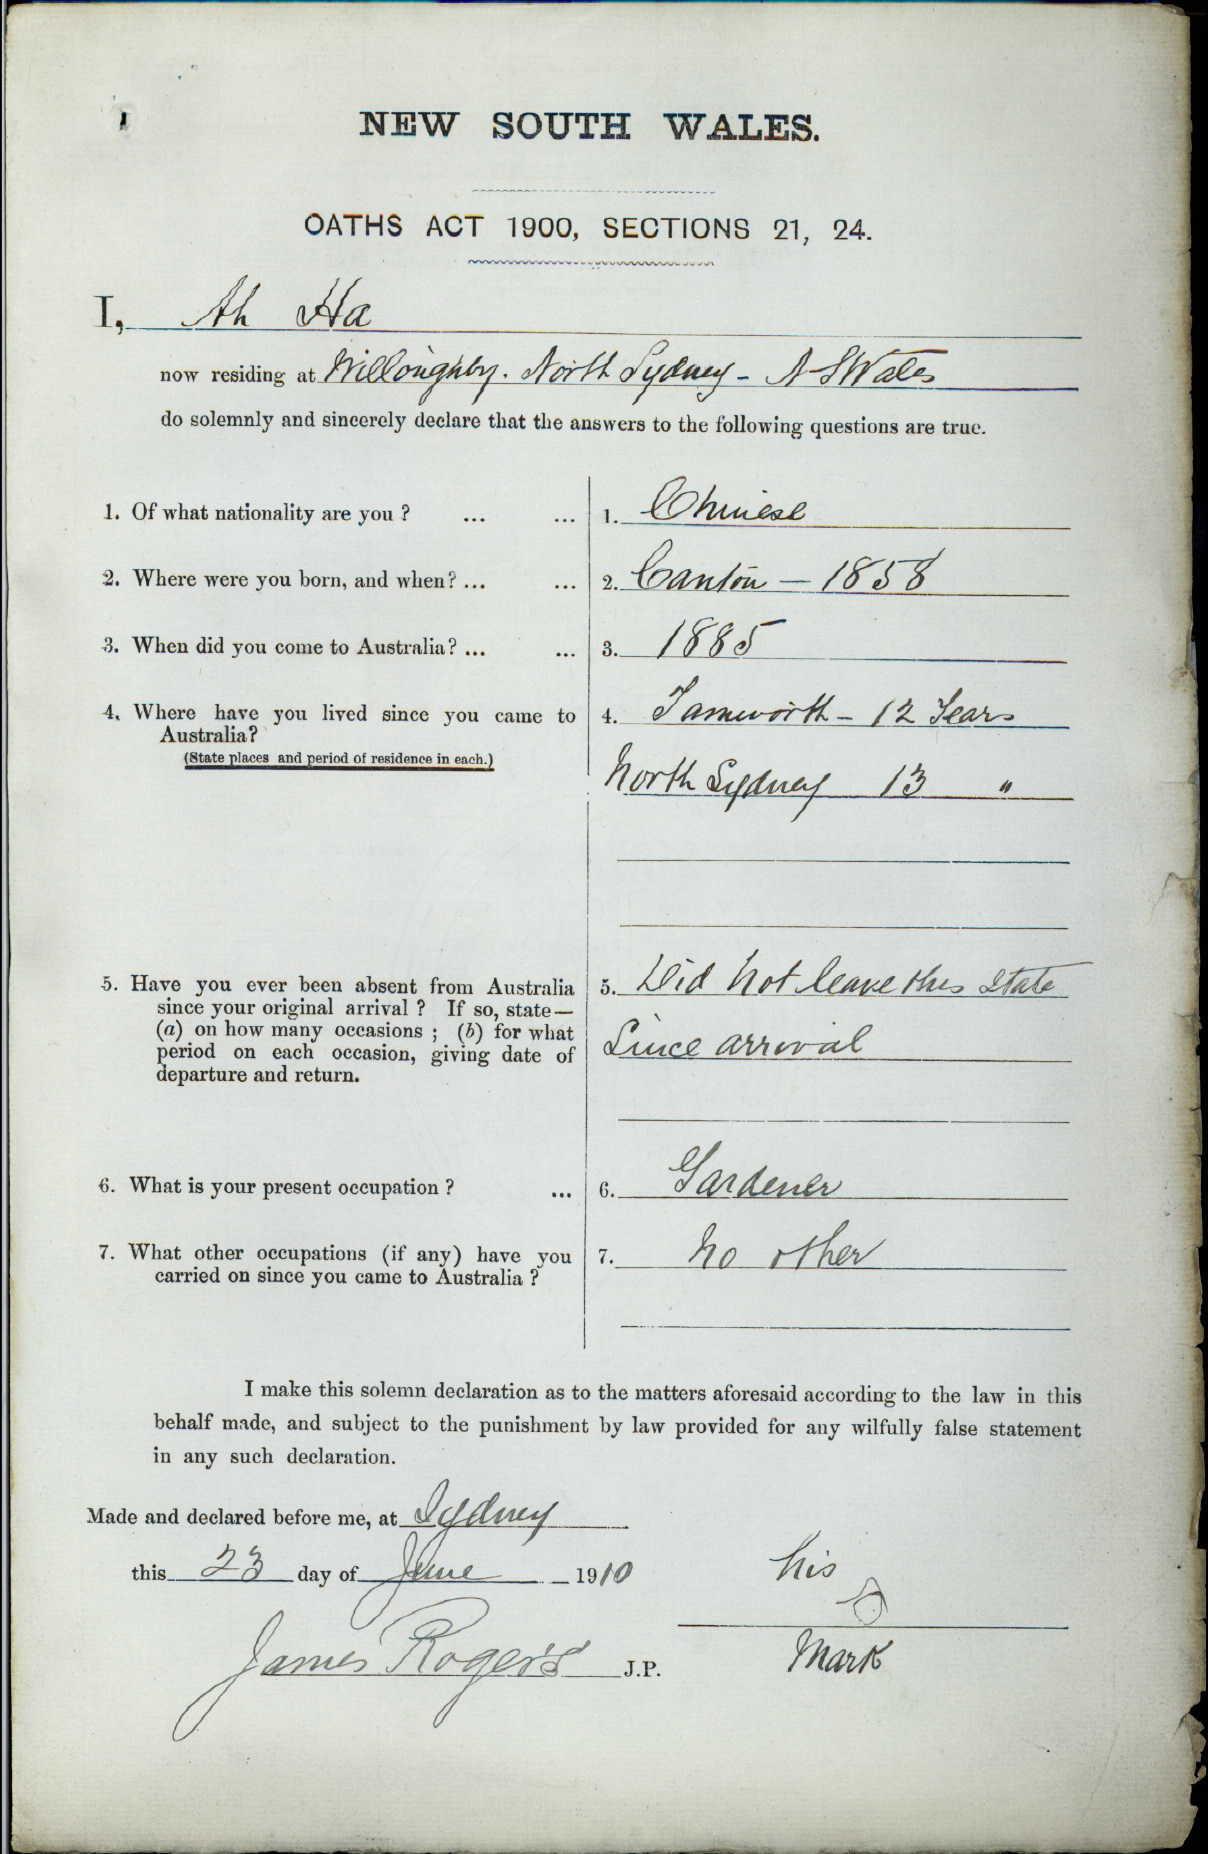 NEW SOUTH WALES.
OATHS ACT 1900, SECTIONS 21, 24.
I, Ah Ha
now residing at Willoughby. North Sydney - N S Wales
do solemnly and sincerely declare that the answers to the following questions are true.
1. Of what nationality are you ? ... ... 1. Chinese
2. Where were you born, and when? ... ... 2. Canton — 1858
3. When did you come to Australia? ... ... 3. 1885
4. Where have you lived since you came to 4. Tamworth - 12 Years
Australia?
(State places and period of residence in each.)
North Sydney 13 "
5. Have you ever been absent from Australia 5. Did not leave this State
since your original arrival ? If so, state—
(a) on how many occasions ; (b) for what Since arrival
period on each occasion, giving date of
departure and return.
6. What is your present occupation ? ... 6. Gardener
7. What other occupations (if any) have you 7. No other
carried on since you came to Australia ?
I make this solemn declaration as to the matters aforesaid according to the law in this
behalf made, and subject to the punishment by law provided for any wilfully false statement
in any such declaration.
Made and declared before me, at Sydney
this 23 day of June 1910 his
James Rogers J.P. Mark